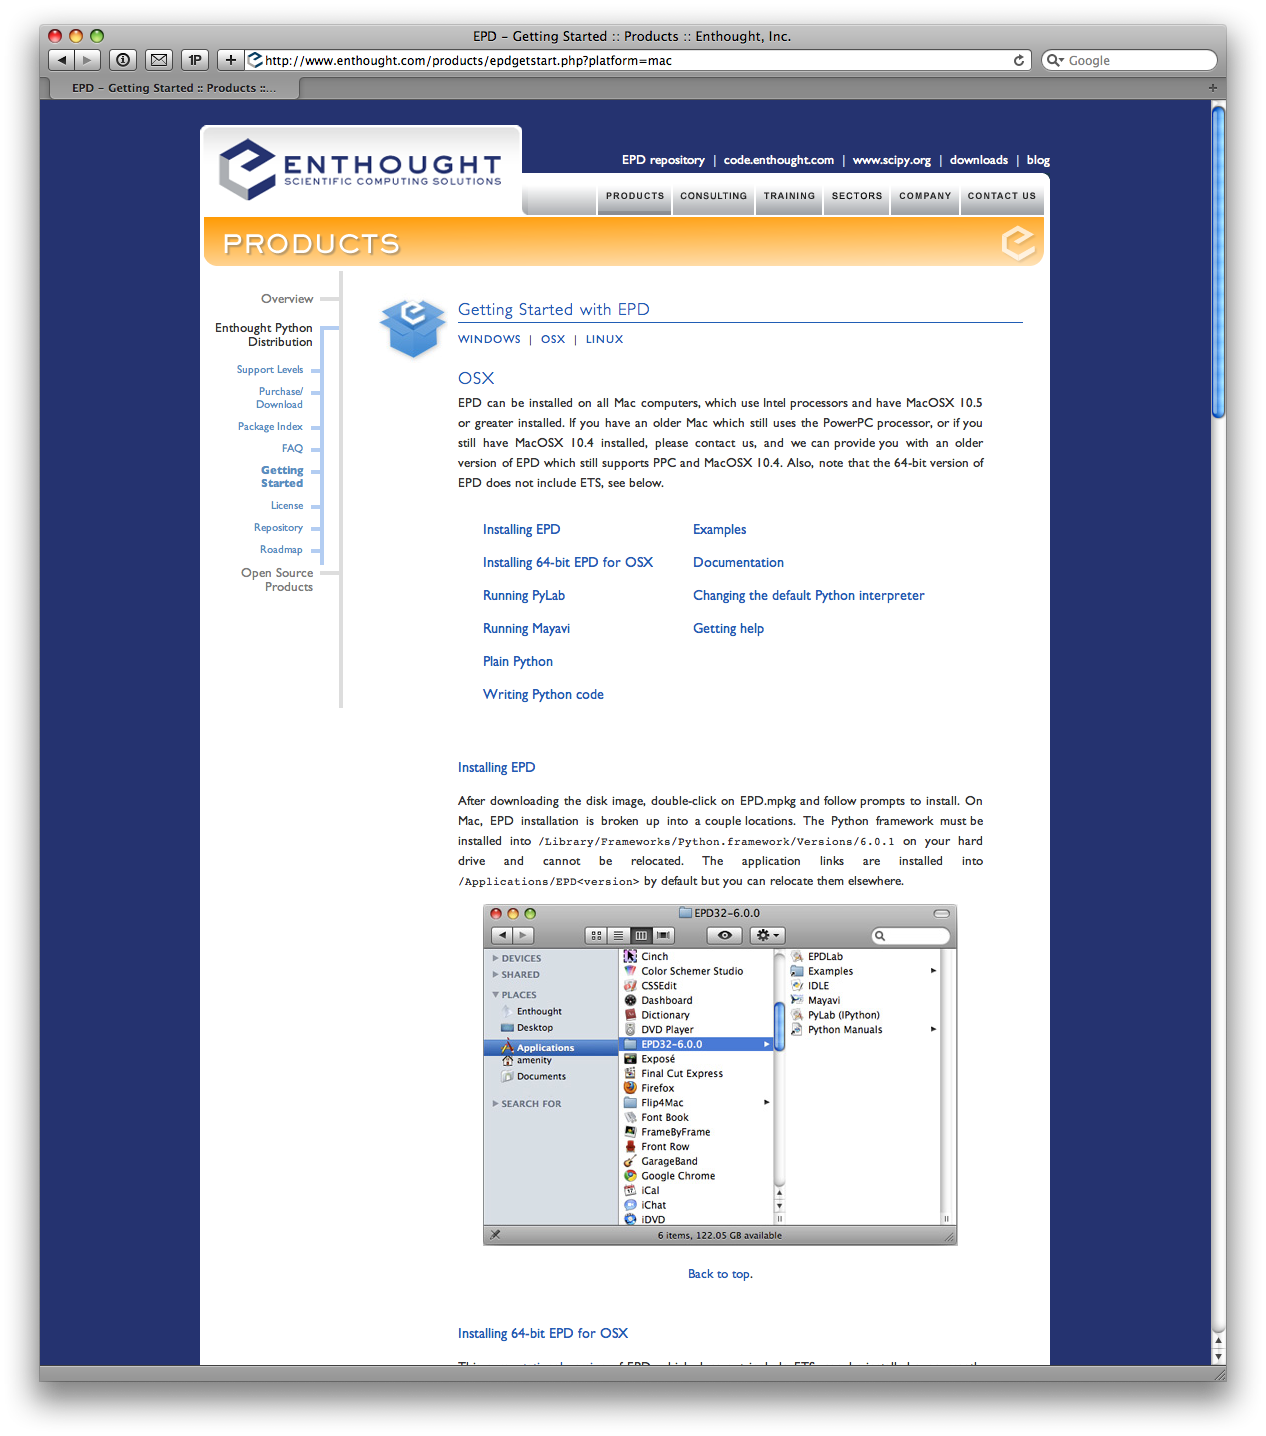 EPD – Getting Started :: Products :: Enthought, Inc.
1P
http://www.enthought.com/products/epdgetstart.php?platform=mac
Google
EPD – Getting Started :: Products ::...
ENTHOUGHT
SCIENTIFIC COMPUTING SOLUTIONS
EPD repository | code.enthought.com | www.scipy.org | downloads | blog
PRODUCTS CONSULTING TRAINING SECTORS COMPANY CONTACT US
PRODUCTS
Overview
Enthought Python
Distribution
Support Levels
Purchase/
Download
Package Index
FAQ
Getting
Started
License
Repository
Roadmap
Open Source
Products
Getting Started with EPD
WINDOWS | OSX | LINUX
OSX
EPD can be installed on all Mac computers, which use Intel processors and have MacOSX 10.5
or greater installed. If you have an older Mac which still uses the PowerPC processor, or if you
still have MacOSX 10.4 installed, please contact us, and we can provide you with an older
version of EPD which still supports PPC and MacOSX 10.4. Also, note that the 64-bit version of
EPD does not include ETS, see below.
Installing EPD
Installing 64-bit EPD for OSX
Running PyLab
Running Mayavi
Plain Python
Writing Python code
Examples
Documentation
Changing the default Python interpreter
Getting help
Installing EPD
After downloading the disk image, double-click on EPD.mpkg and follow prompts to install. On
Mac, EPD installation is broken up into a couple locations. The Python framework must be
installed into /Library/Frameworks/Python.framework/Versions/6.0.1 on your hard
drive and cannot be relocated. The application links are installed into
/Applications/EPD<version> by default but you can relocate them elsewhere.
EPD32-6.0.0
DEVICES
SHARED
PLACES
Enthought
Desktop
Applications
amenity
Documents
SEARCH FOR
Cinch
Color Schemer Studio
CSSEdit
Dashboard
Dictionary
DVD Player
EPD32-6.0.0
Exposé
Final Cut Express
Firefox
Flip4Mac
Font Book
FrameByFrame
Front Row
GarageBand
Google Chrome
iCal
iChat
iDVD
EPDLab
Examples
IDLE
Mayavi
PyLab (IPython)
Python Manuals
6 items, 122.05 GB available
Back to top.
Installing 64-bit EPD for OSX